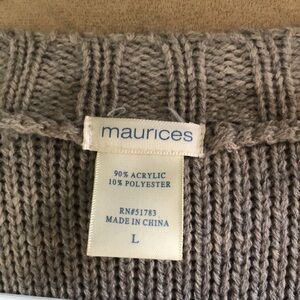 maurices
90% ACRYLIC
10% POLYESTER
RN#51783
MADE IN CHINA
L